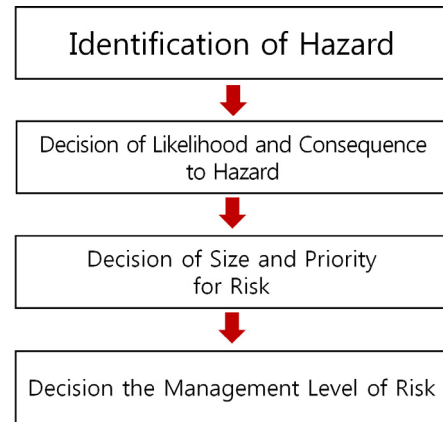 Identification of Hazard
Decision of Likelihood and Consequence
to Hazard
Decision of Size and Priority
for Risk
Decision the Management Level of Risk